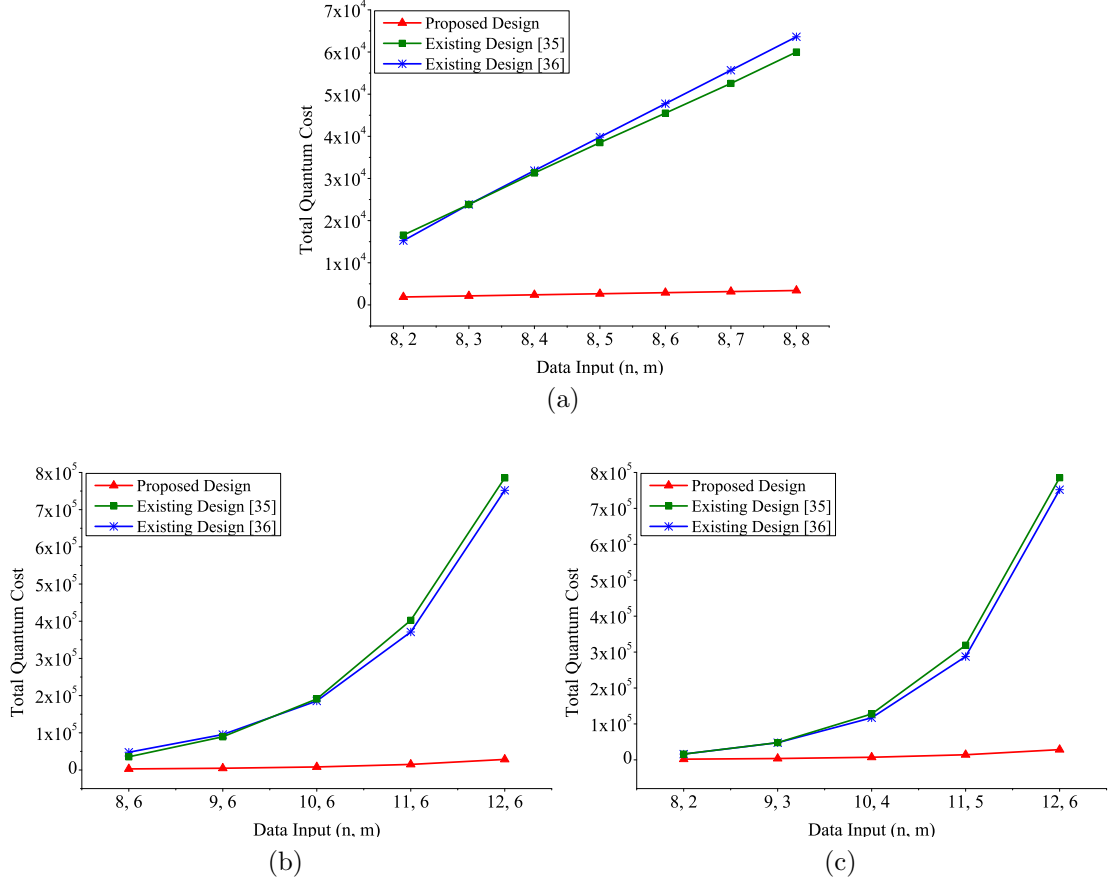 Proposed Design
Existing Design [35]
Existing Design [36]
Total Quantum Cost
7x10^4
6x10^4
5x10^4
4x10^4
3x10^4
2x10^4
1x10^4
0
8, 2 8, 3 8, 4 8, 5 8, 6 8, 7 8, 8
Data Input (n, m)
(a)
Proposed Design
Existing Design [35]
Existing Design [36]
Total Quantum Cost
8x10^5
7x10^5
6x10^5
5x10^5
4x10^5
3x10^5
2x10^5
1x10^5
0
8, 6 9, 6 10, 6 11, 6 12, 6
Data Input (n, m)
(b)
Proposed Design
Existing Design [35]
Existing Design [36]
Total Quantum Cost
8x10^5
7x10^5
6x10^5
5x10^5
4x10^5
3x10^5
2x10^5
1x10^5
0
8, 2 9, 3 10, 4 11, 5 12, 6
Data Input (n, m)
(c)